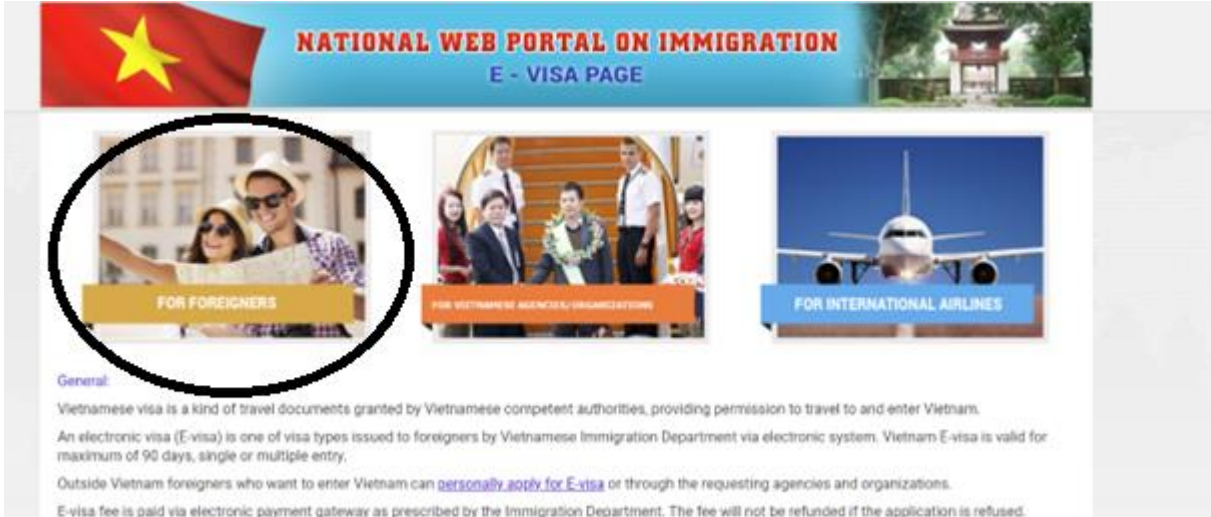 NATIONAL WEB PORTAL ON IMMIGRATION
E - VISA PAGE
FOR FOREIGNERS
FOR VIETNAMESE AGENCIES/ORGANIZATIONS
FOR INTERNATIONAL AIRLINES
General:
Vietnamese visa is a kind of travel documents granted by Vietnamese competent authorities, providing permission to travel to and enter Vietnam.
An electronic visa (E-visa) is one of visa types issued to foreigners by Vietnamese Immigration Department via electronic system. Vietnam E-visa is valid for
maximum of 90 days, single or multiple entry.
Outside Vietnam foreigners who want to enter Vietnam can personally apply for E-visa or through the requesting agencies and organizations.
E-visa fee is paid via electronic payment gateway as prescribed by the Immigration Department. The fee will not be refunded if the application is refused.